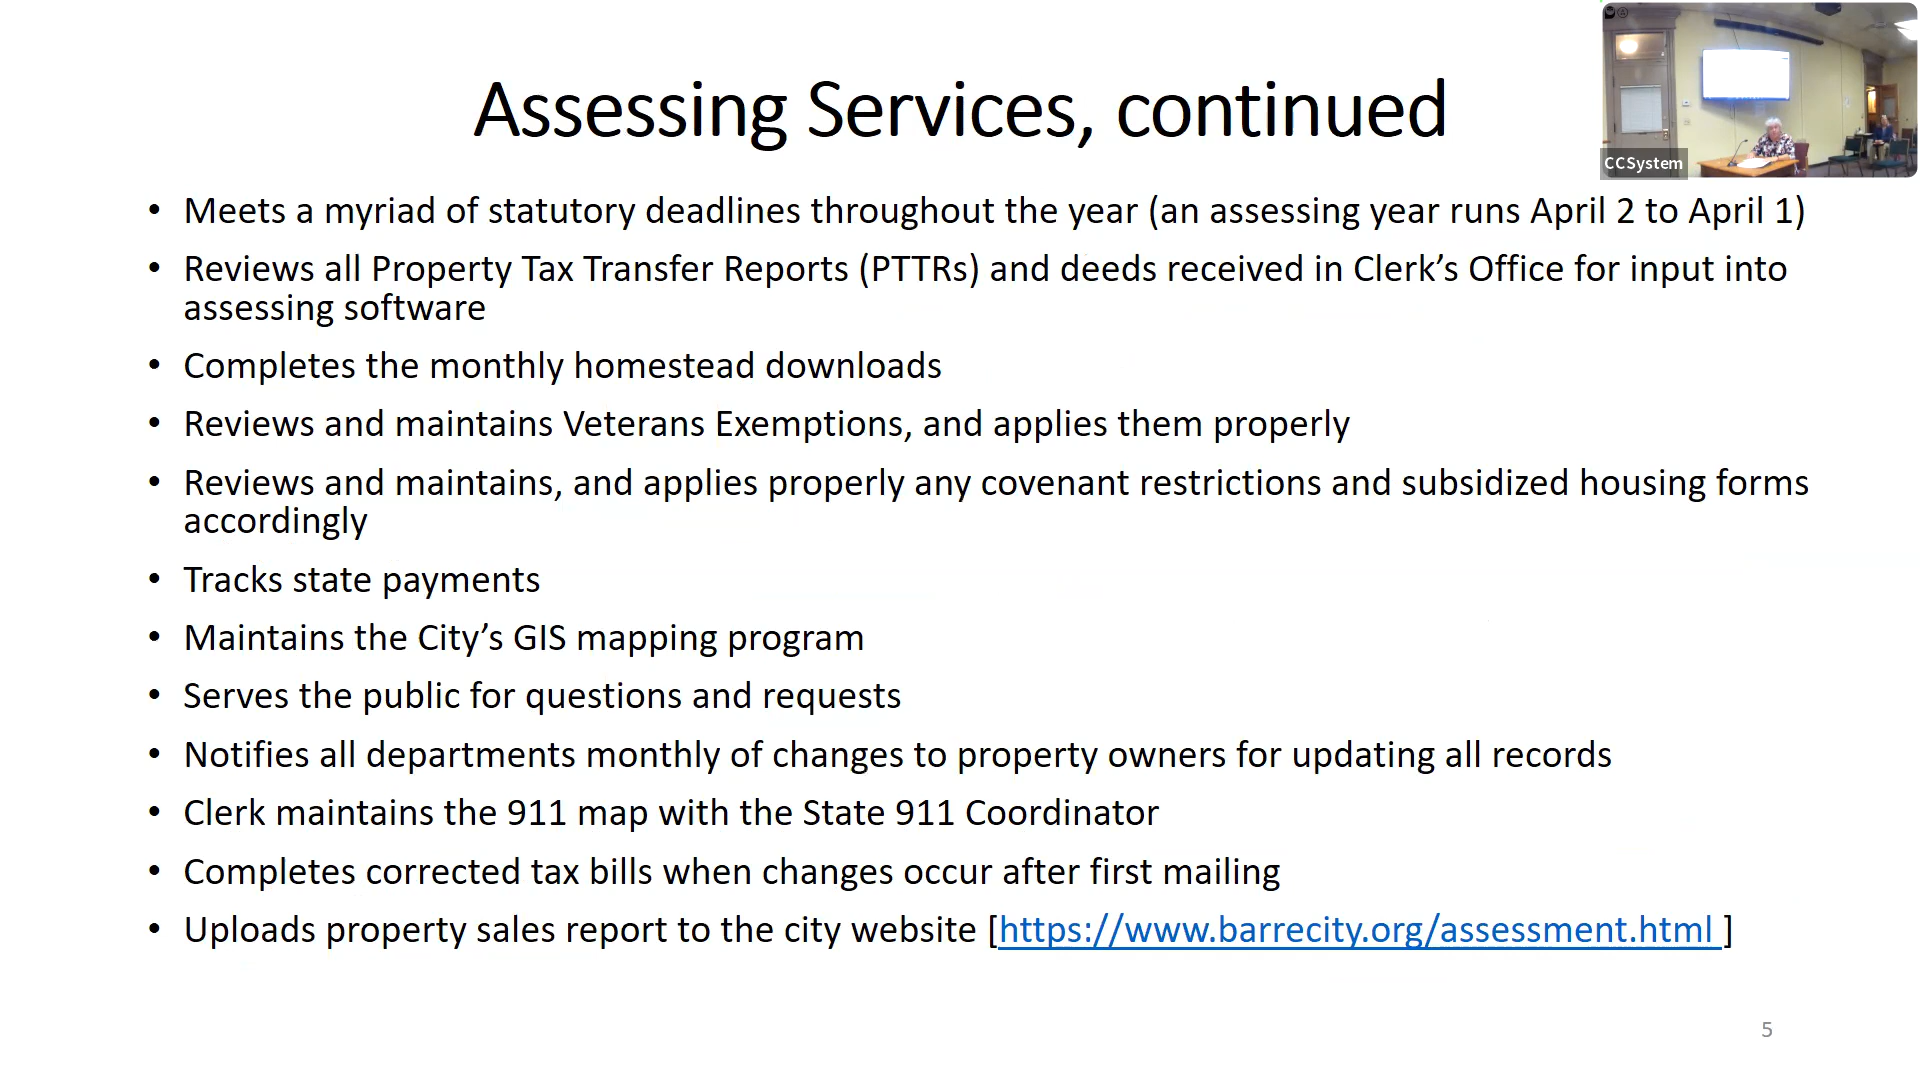 Assessing Services, continued
CCSystem
• Meets a myriad of statutory deadlines throughout the year (an assessing year runs April 2 to April 1)
• Reviews all Property Tax Transfer Reports (PTTRs) and deeds received in Clerk’s Office for input into
assessing software
• Completes the monthly homestead downloads
• Reviews and maintains Veterans Exemptions, and applies them properly
• Reviews and maintains, and applies properly any covenant restrictions and subsidized housing forms
accordingly
• Tracks state payments
• Maintains the City’s GIS mapping program
• Serves the public for questions and requests
• Notifies all departments monthly of changes to property owners for updating all records
• Clerk maintains the 911 map with the State 911 Coordinator
• Completes corrected tax bills when changes occur after first mailing
• Uploads property sales report to the city website [https://www.barrecity.org/assessment.html ]
5